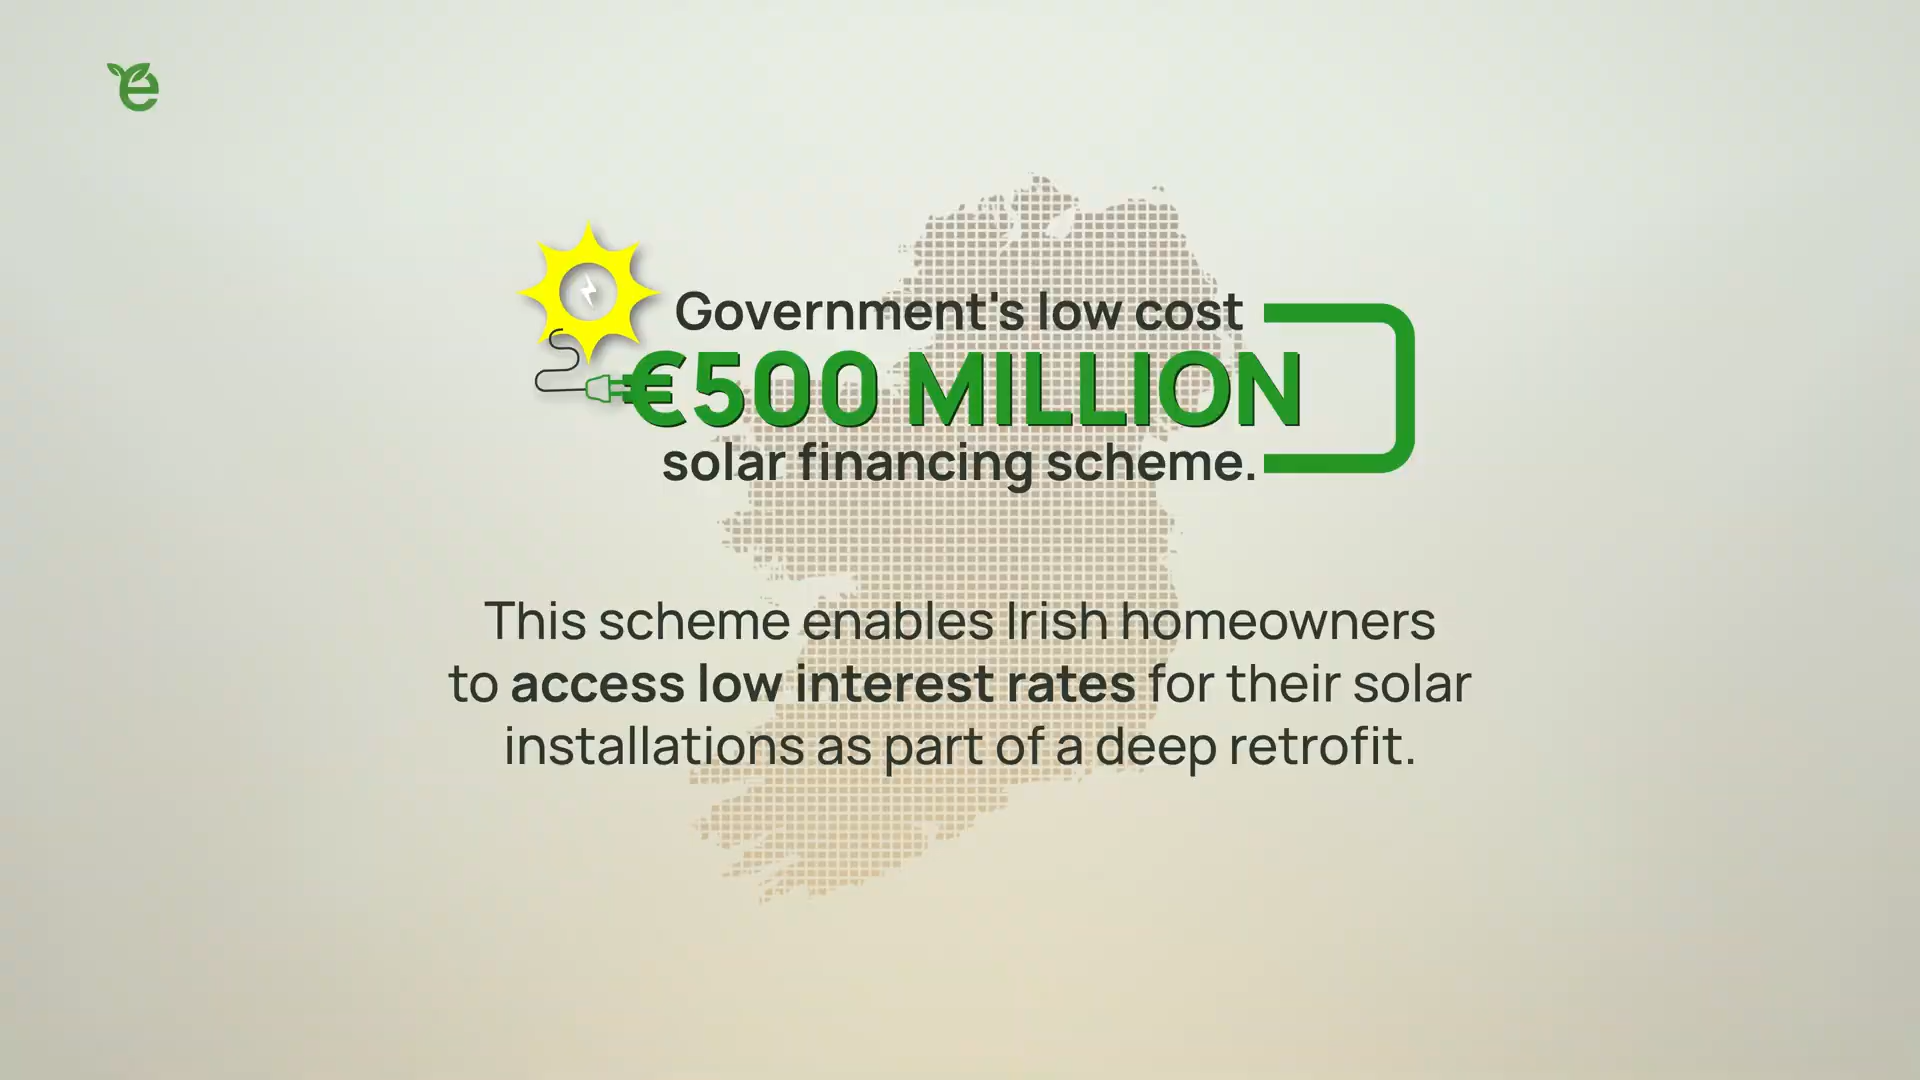 Government's low cost
€500 MILLION
solar financing scheme.
This scheme enables Irish homeowners
to access low interest rates for their solar
installations as part of a deep retrofit.